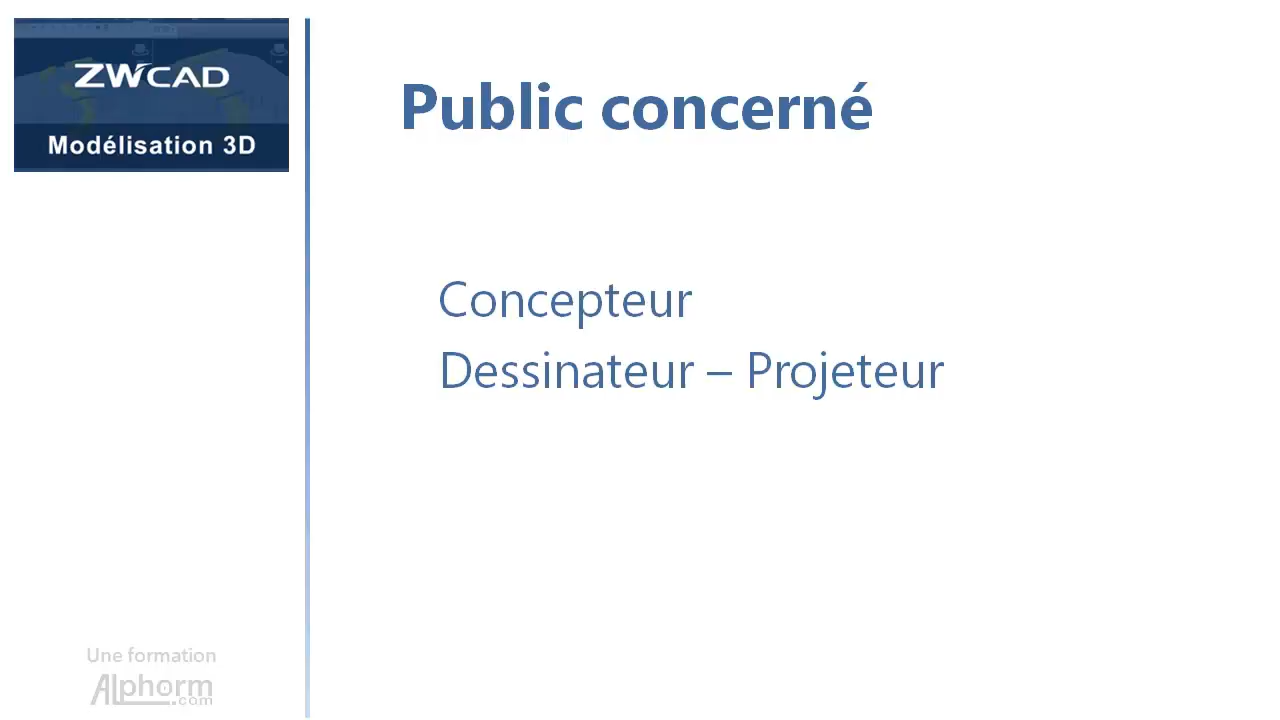 ZWCAD
Modélisation 3D
Public concerné
Concepteur
Dessinateur – Projeteur
Une formation
Alphorm
.com